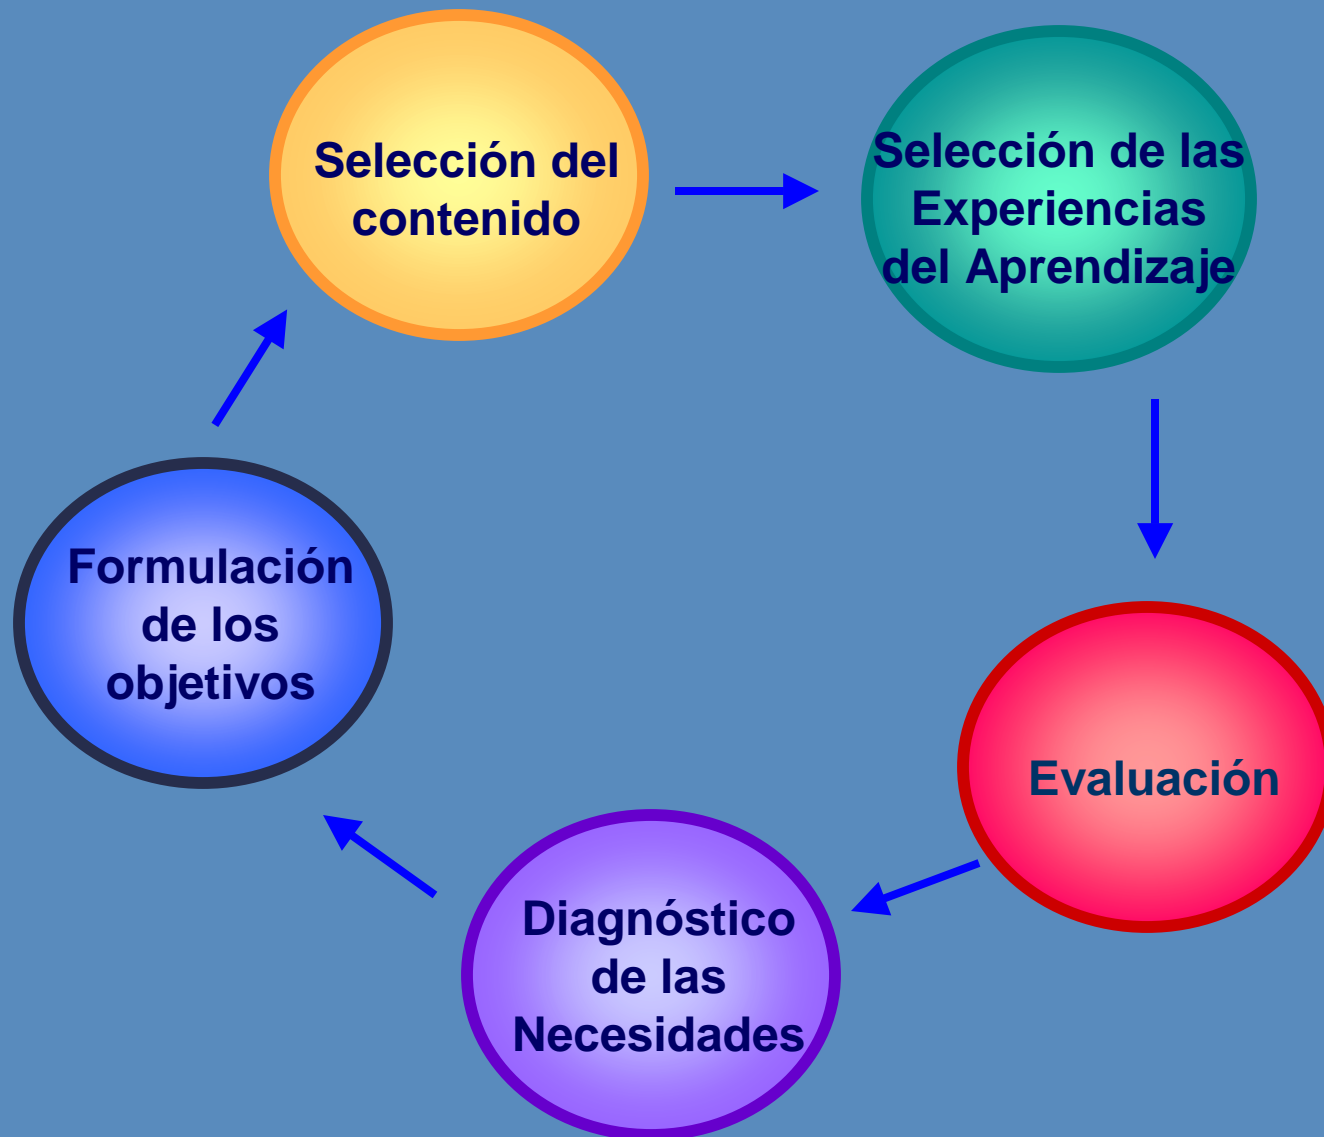 Selección del
contenido
Selección de las
Experiencias
del Aprendizaje
Formulación
de los
objetivos
Evaluación
Diagnóstico
de las
Necesidades